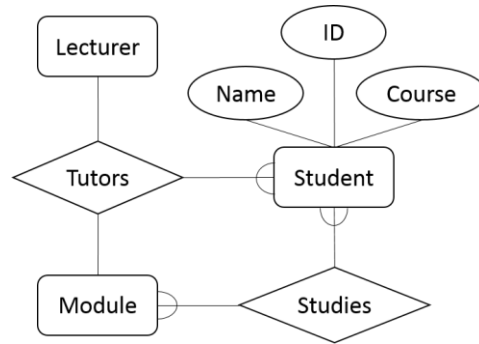 ID
Lecturer
Name
Course
Tutors
Student
Module
Studies